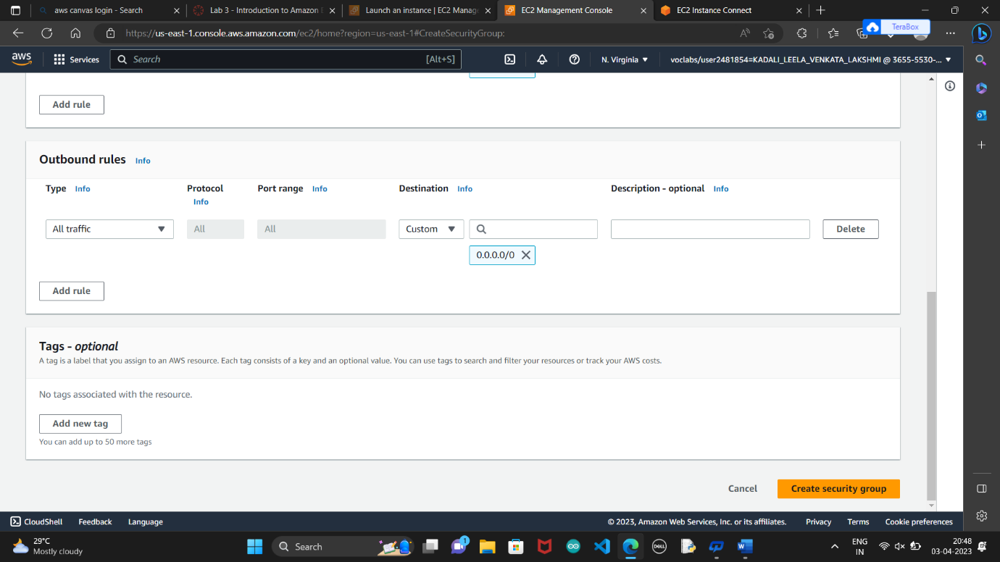 aws canvas login - Search
Lab 3 - Introduction to Amazon E
Launch an instance | EC2 Manage
EC2 Management Console
EC2 Instance Connect
TeraBox
https://us-east-1.console.aws.amazon.com/ec2/home?region=us-east-1#CreateSecurityGroup:
aws
Services
Search
[Alt+S]
N. Virginia
voclabs/user2481854=KADALI_LEELA_VENKATA_LAKSHMI @ 3655-5530-...
Add rule
Outbound rules Info
Type Info
Protocol Info
Port range Info
Destination Info
Description - optional Info
All traffic
All
All
Custom
Delete
0.0.0.0/0
Add rule
Tags - optional
A tag is a label that you assign to an AWS resource. Each tag consists of a key and an optional value. You can use tags to search and filter your resources or track your AWS costs.
No tags associated with the resource.
Add new tag
You can add up to 50 more tags
Cancel
Create security group
CloudShell
Feedback
Language
© 2023, Amazon Web Services, Inc. or its affiliates.
Privacy
Terms
Cookie preferences
29°C
Mostly cloudy
Search
1
DELL
ENG
IN
20:48
03-04-2023